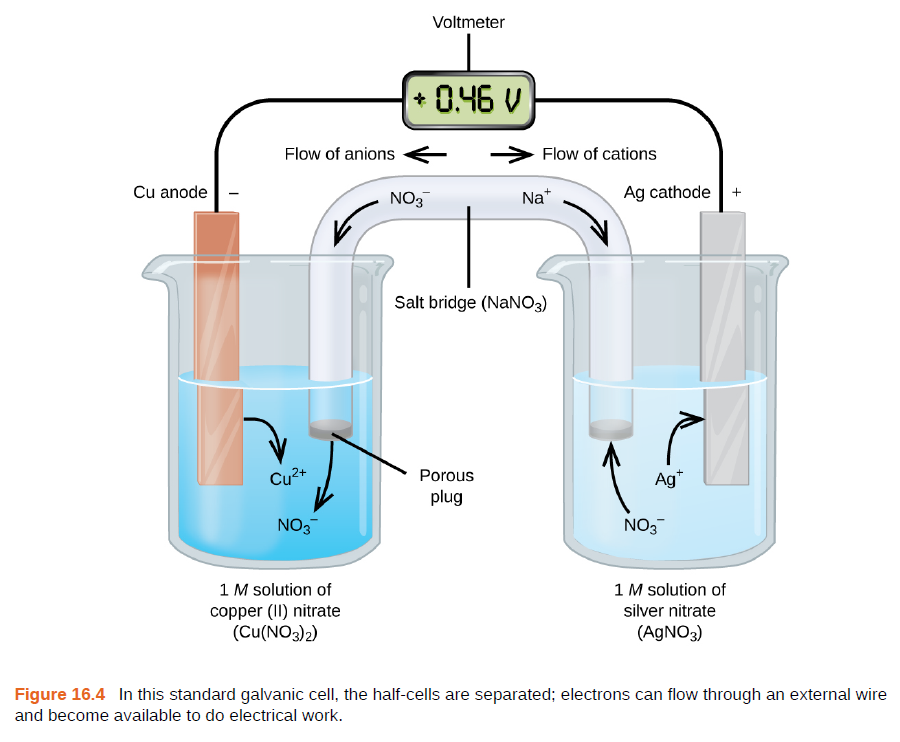 Voltmeter
+ 0.46 V
Flow of anions
Flow of cations
Cu anode
–
Ag cathode
+
NO₃⁻
Na⁺
Salt bridge (NaNO₃)
Cu²⁺
NO₃⁻
Porous
plug
Ag⁺
NO₃⁻
1 M solution of
copper (II) nitrate
(Cu(NO₃)₂)
1 M solution of
silver nitrate
(AgNO₃)
Figure 16.4 In this standard galvanic cell, the half-cells are separated; electrons can flow through an external wire
and become available to do electrical work.